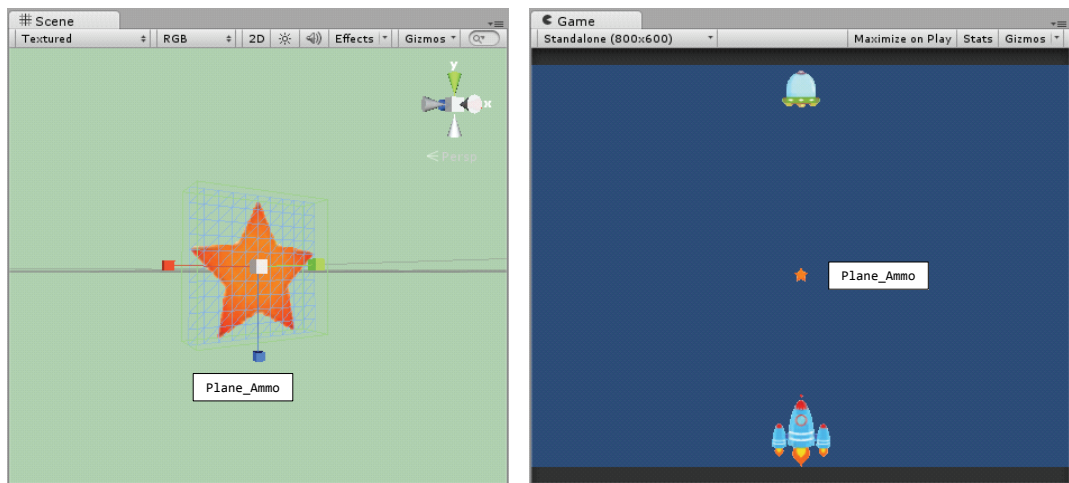 Scene
Textured RGB 2D Effects Gizmos
y
x
Persp
Plane_Ammo
Game
Standalone (800x600) Maximize on Play Stats Gizmos
Plane_Ammo